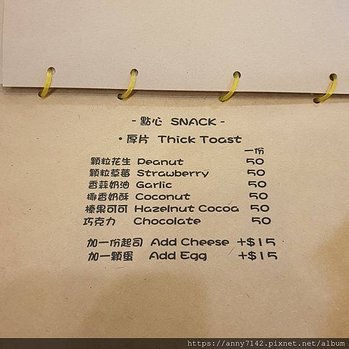 - 點心 SNACK -
• 厚片 Thick Toast
一份
顆粒花生 Peanut 50
顆粒草莓 Strawberry 50
香蒜奶油 Garlic 50
椰香奶酥 Coconut 50
榛果可可 Hazelnut Cocoa 50
巧克力 Chocolate 50
加一份起司 Add Cheese +$15
加一顆蛋 Add Egg +$15
https://anny7142.pixnet.net/album